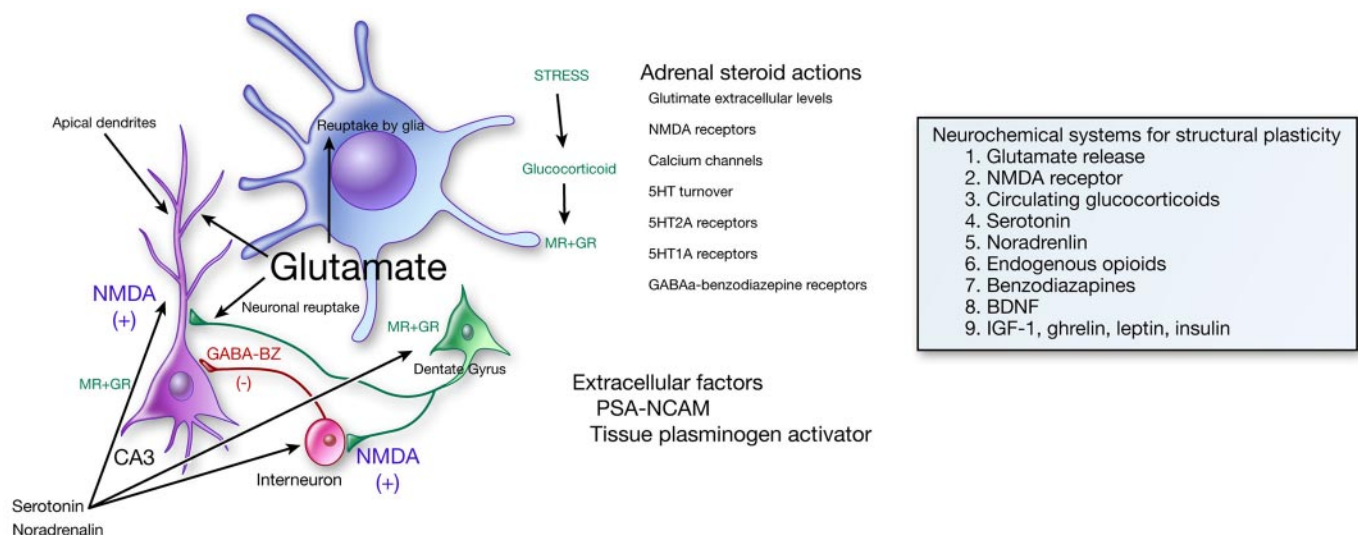 Apical dendrites
Reuptake by glia
Glutamate
NMDA
(+)
Neuronal reuptake
GABA-BZ
(-)
MR+GR
MR+GR
Dentate Gyrus
CA3
Interneuron
NMDA
(+)
Serotonin
Noradrenalin
STRESS
Glucocorticoid
MR+GR
Adrenal steroid actions
Glutimate extracellular levels
NMDA receptors
Calcium channels
5HT turnover
5HT2A receptors
5HT1A receptors
GABAa-benzodiazepine receptors
Extracellular factors
PSA-NCAM
Tissue plasminogen activator
Neurochemical systems for structural plasticity
1. Glutamate release
2. NMDA receptor
3. Circulating glucocorticoids
4. Serotonin
5. Noradrenlin
6. Endogenous opioids
7. Benzodiazapines
8. BDNF
9. IGF-1, ghrelin, leptin, insulin